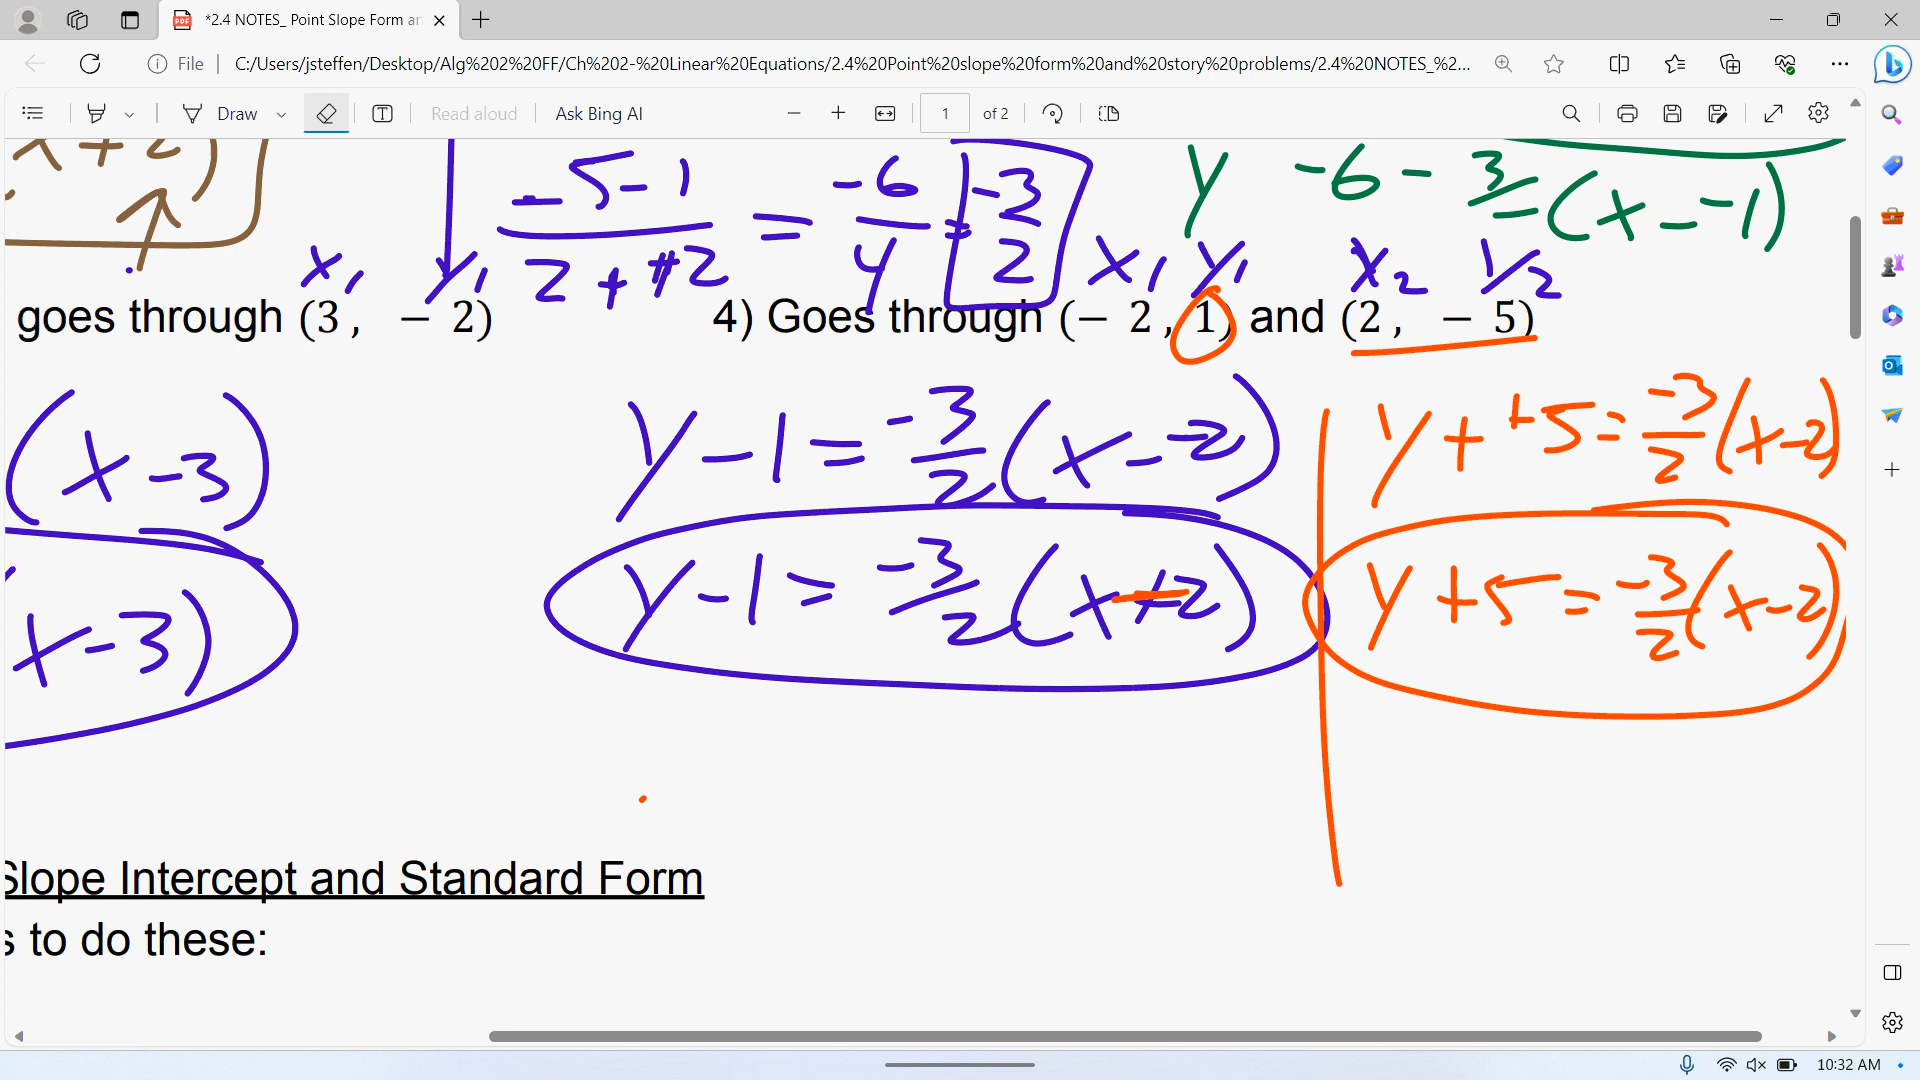 *2.4 NOTES_ Point Slope Form an
File
C:/Users/jsteffen/Desktop/Alg%202%20FF/Ch%202-%20Linear%20Equations/2.4%20Point%20slope%20form%20and%20story%20problems/2.4%20NOTES_%2...
Draw
Read aloud
Ask Bing AI
1 of 2
x + 2)
-5 - 1 / 2 + +2 = -6 / 4 = -3 / 2
y -6 - 3/ = (x - -1)
x₁ y₁
x₁ y₁ x₂ y₂
goes through (3, − 2)
4) Goes through (− 2, 1) and (2, − 5)
(x - 3)
y - 1 = -3/2 (x - -2)
y + +5 = -3/2 (x - 2)
x - 3)
y - 1 = -3/2 (x + 2)
y + 5 = -3/2 (x - 2)
Slope Intercept and Standard Form
s to do these:
10:32 AM